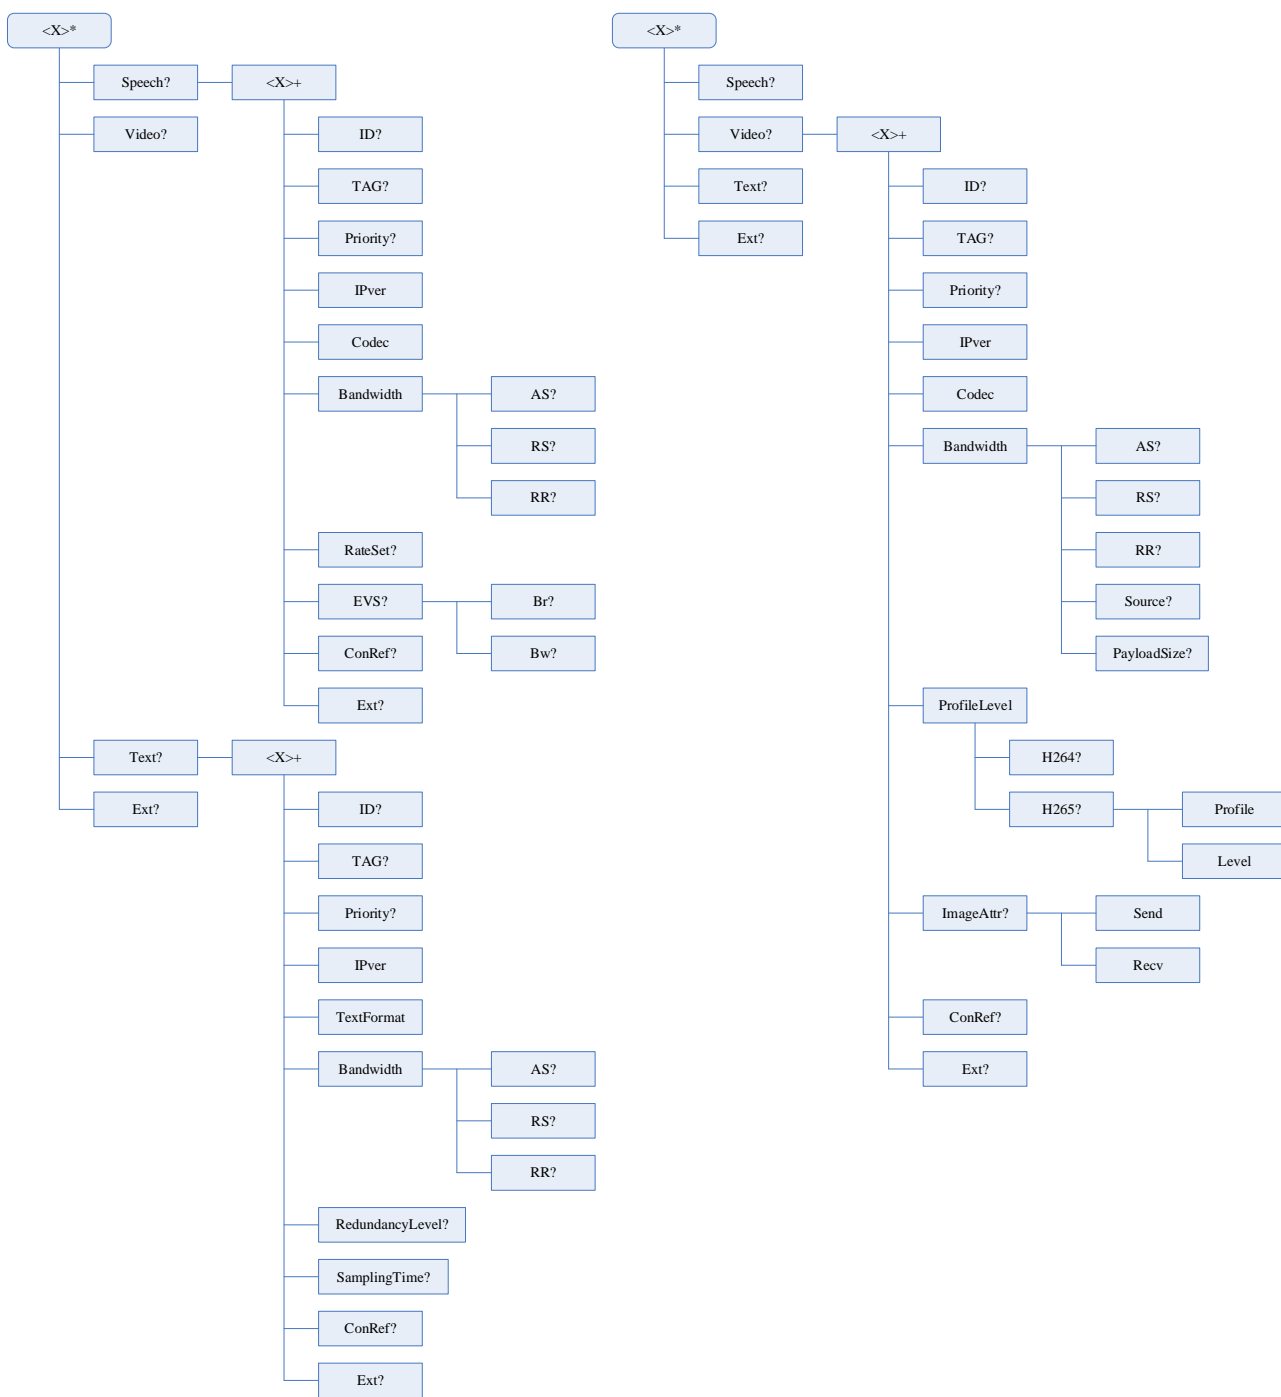 <X>*
Speech?
<X>+
Video?
ID?
TAG?
Priority?
IPver
Codec
Bandwidth
AS?
RS?
RR?
RateSet?
EVS?
Br?
Bw?
ConRef?
Ext?
Text?
<X>+
Ext?
ID?
TAG?
Priority?
IPver
TextFormat
Bandwidth
AS?
RS?
RR?
RedundancyLevel?
SamplingTime?
ConRef?
Ext?
<X>*
Speech?
Video?
<X>+
Text?
Ext?
ID?
TAG?
Priority?
IPver
Codec
Bandwidth
AS?
RS?
RR?
Source?
PayloadSize?
ProfileLevel
H264?
H265?
Profile
Level
ImageAttr?
Send
Recv
ConRef?
Ext?